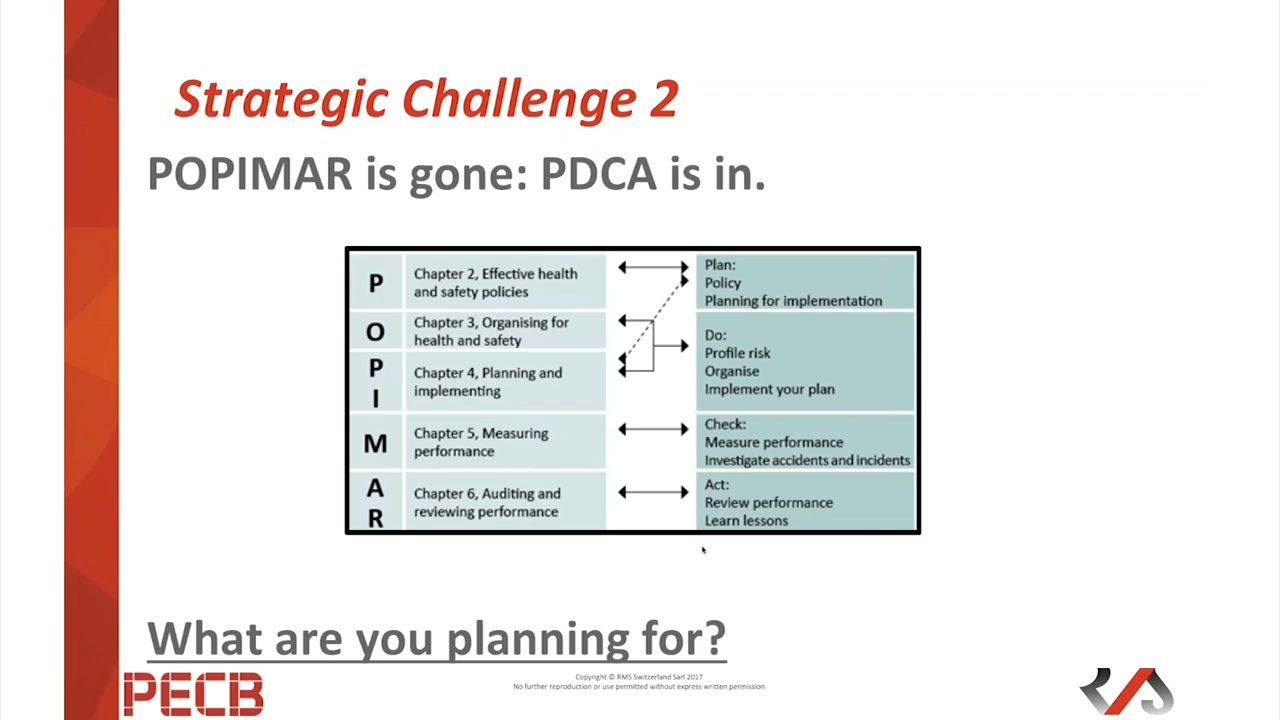 Strategic Challenge 2
POPIMAR is gone: PDCA is in.
P
Chapter 2, Effective health
and safety policies
Plan:
Policy
Planning for implementation
O
Chapter 3, Organising for
health and safety
P
I
Chapter 4, Planning and
implementing
Do:
Profile risk
Organise
Implement your plan
M
Chapter 5, Measuring
performance
Check:
Measure performance
Investigate accidents and incidents
A
R
Chapter 6, Auditing and
reviewing performance
Act:
Review performance
Learn lessons
What are you planning for?
PECB
Copyright © RMS Switzerland Sarl 2017
No further reproduction or use permitted without express written permission